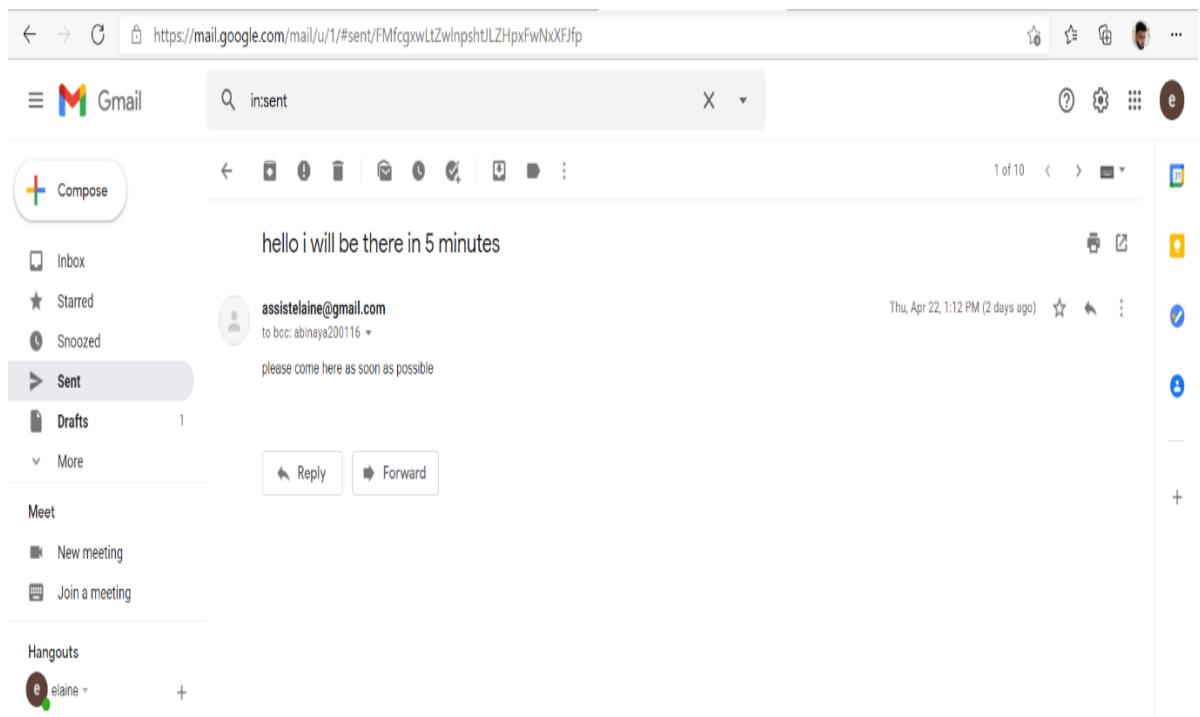 https://mail.google.com/mail/u/1/#sent/FMfcgxwLtZwlnpshtJLZHpxFwNxXFJfp
Gmail
in:sent
e
Compose
1 of 10
31
Inbox
Starred
Snoozed
Sent
Drafts 1
More
hello i will be there in 5 minutes
assistelaine@gmail.com
Thu, Apr 22, 1:12 PM (2 days ago)
to bcc: abinaya200116
please come here as soon as possible
Reply
Forward
Meet
New meeting
Join a meeting
Hangouts
e
elaine